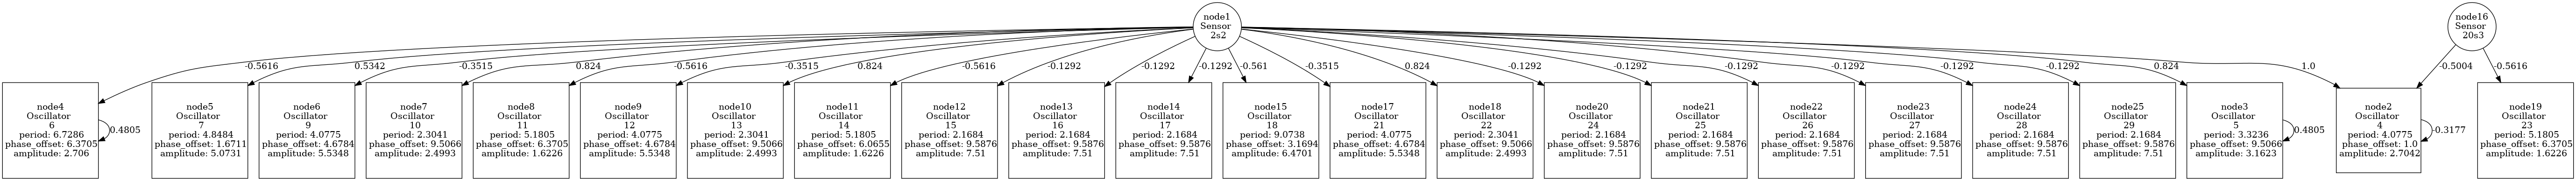 node1
Sensor
2s2
node16
Sensor
20s3
-0.5616
0.5342
-0.3515
0.824
-0.5616
-0.3515
0.824
-0.5616
-0.1292
-0.1292
-0.1292
-0.561
-0.3515
0.824
-0.1292
-0.1292
-0.1292
-0.1292
-0.1292
-0.1292
0.824
1.0
-0.5004
-0.5616
node4
Oscillator
6
period: 6.7286
phase_offset: 6.3705
amplitude: 2.706
0.4805
node5
Oscillator
7
period: 4.8484
phase_offset: 1.6711
amplitude: 5.0731
node6
Oscillator
9
period: 4.0775
phase_offset: 4.6784
amplitude: 5.5348
node7
Oscillator
10
period: 2.3041
phase_offset: 9.5066
amplitude: 2.4993
node8
Oscillator
11
period: 5.1805
phase_offset: 6.3705
amplitude: 1.6226
node9
Oscillator
12
period: 4.0775
phase_offset: 4.6784
amplitude: 5.5348
node10
Oscillator
13
period: 2.3041
phase_offset: 9.5066
amplitude: 2.4993
node11
Oscillator
14
period: 5.1805
phase_offset: 6.0655
amplitude: 1.6226
node12
Oscillator
15
period: 2.1684
phase_offset: 9.5876
amplitude: 7.51
node13
Oscillator
16
period: 2.1684
phase_offset: 9.5876
amplitude: 7.51
node14
Oscillator
17
period: 2.1684
phase_offset: 9.5876
amplitude: 7.51
node15
Oscillator
18
period: 9.0738
phase_offset: 3.1694
amplitude: 6.4701
node17
Oscillator
21
period: 4.0775
phase_offset: 4.6784
amplitude: 5.5348
node18
Oscillator
22
period: 2.3041
phase_offset: 9.5066
amplitude: 2.4993
node20
Oscillator
24
period: 2.1684
phase_offset: 9.5876
amplitude: 7.51
node21
Oscillator
25
period: 2.1684
phase_offset: 9.5876
amplitude: 7.51
node22
Oscillator
26
period: 2.1684
phase_offset: 9.5876
amplitude: 7.51
node23
Oscillator
27
period: 2.1684
phase_offset: 9.5876
amplitude: 7.51
node24
Oscillator
28
period: 2.1684
phase_offset: 9.5876
amplitude: 7.51
node25
Oscillator
29
period: 2.1684
phase_offset: 9.5876
amplitude: 7.51
node3
Oscillator
5
period: 3.3236
phase_offset: 9.5066
amplitude: 3.1623
0.4805
node2
Oscillator
4
period: 4.0775
phase_offset: 1.0
amplitude: 2.7042
-0.3177
node19
Oscillator
23
period: 5.1805
phase_offset: 6.3705
amplitude: 1.6226